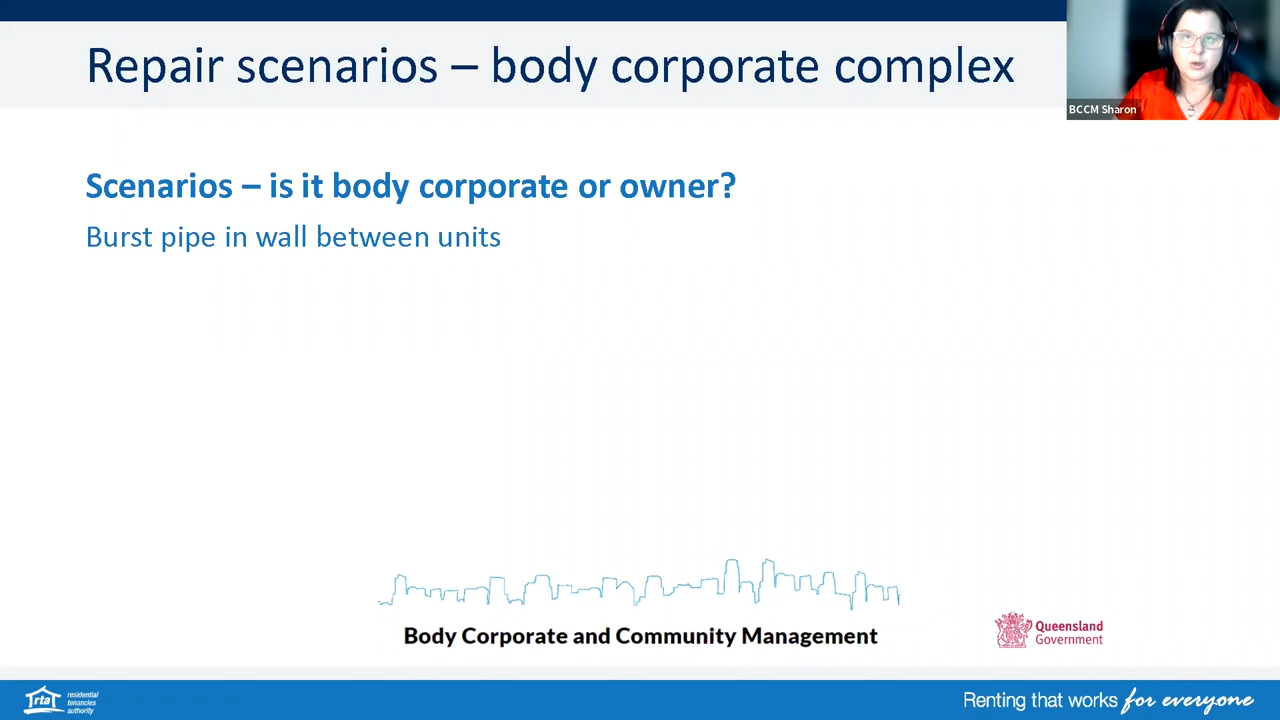 Repair scenarios – body corporate complex
BCCM Sharon
Scenarios – is it body corporate or owner?
Burst pipe in wall between units
Body Corporate and Community Management
Queensland
Government
rta
residential
tenancies
authority
Renting that works for everyone